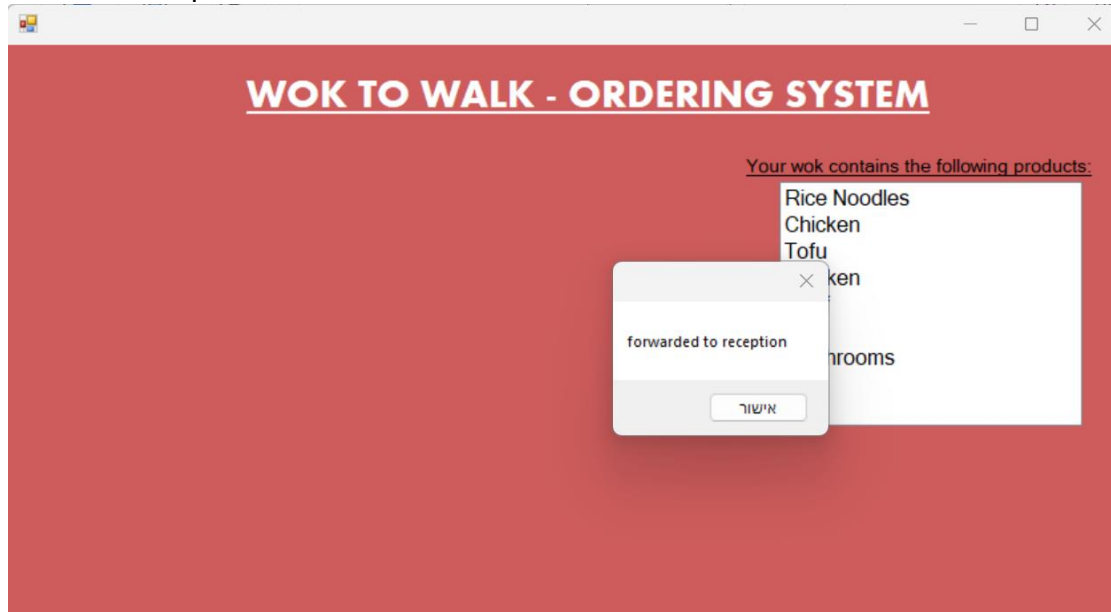 WOK TO WALK - ORDERING SYSTEM
Your wok contains the following products:
Rice Noodles
Chicken
Tofu
forwarded to reception
אישור